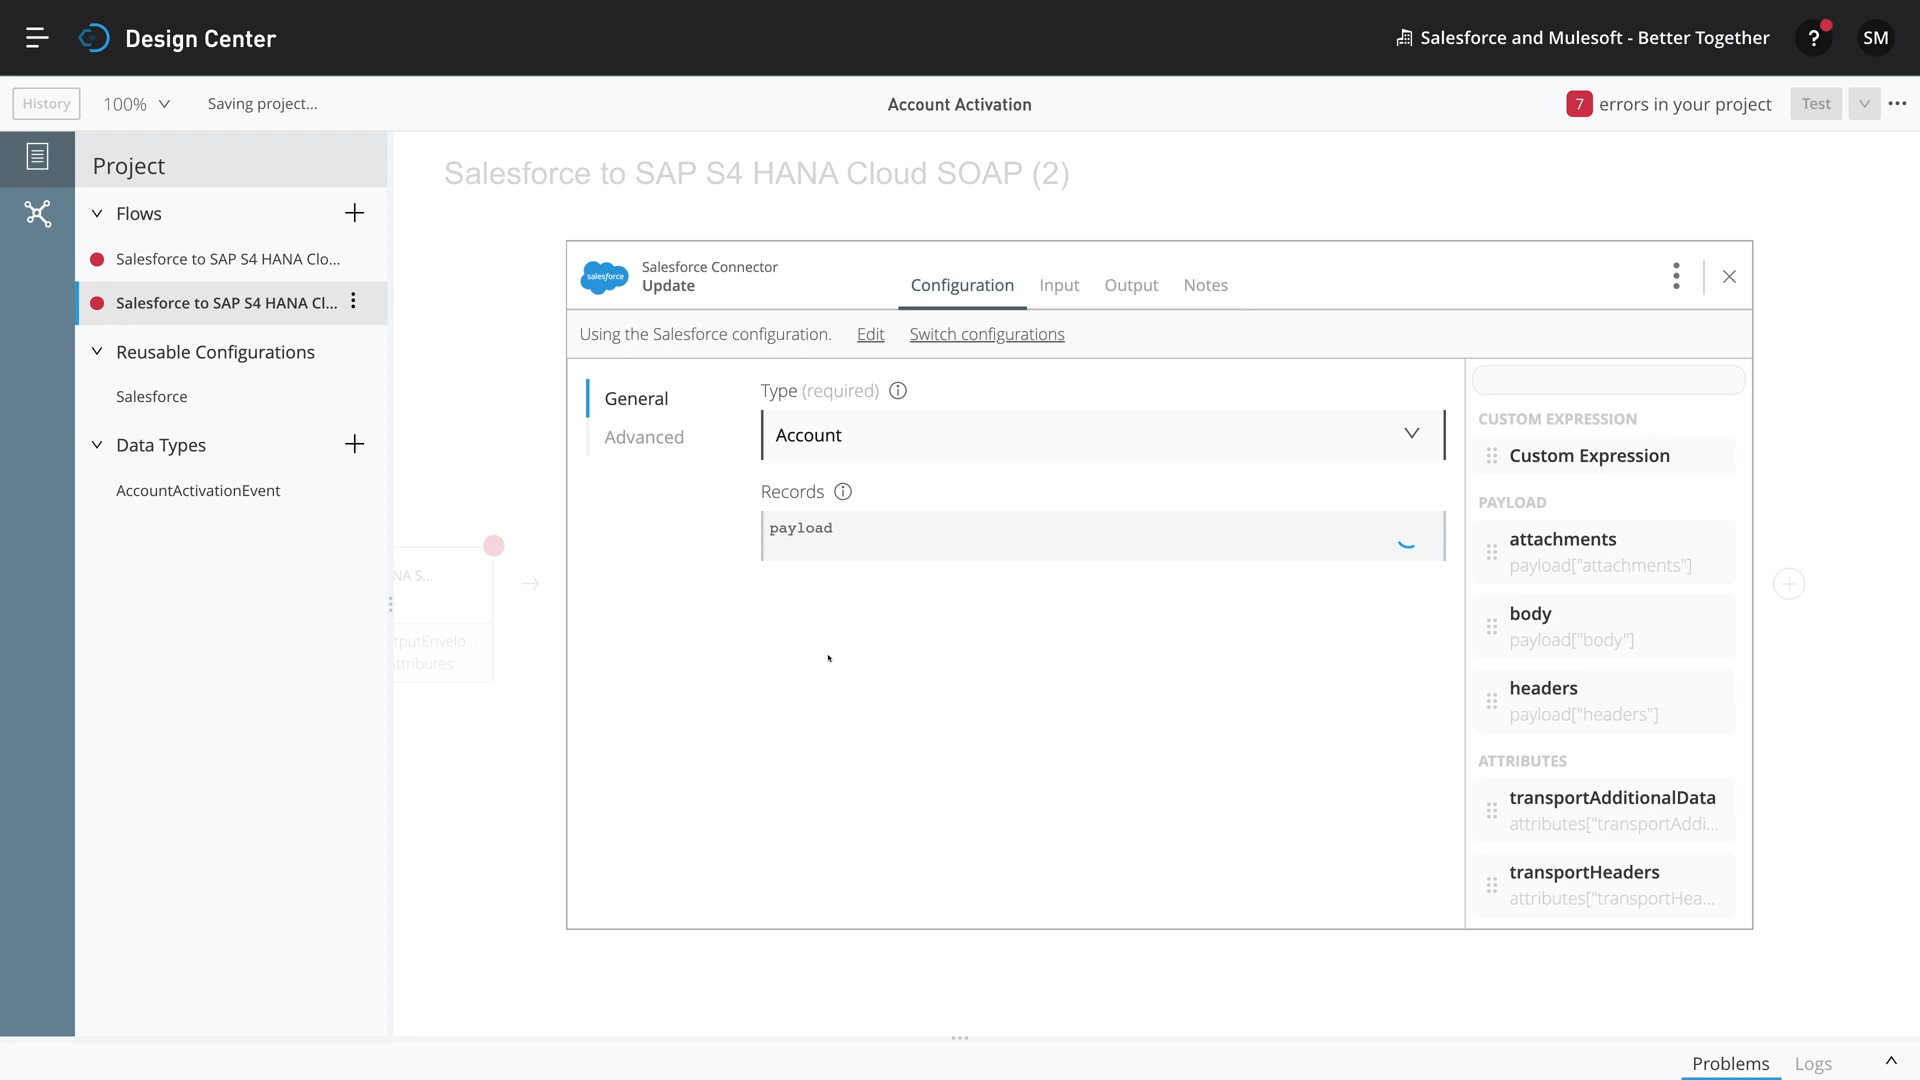 Design Center
Salesforce and Mulesoft - Better Together
?
SM
History
100%
Saving project...
Account Activation
7 errors in your project
Test
Project
Flows
Salesforce to SAP S4 HANA Clo...
Salesforce to SAP S4 HANA Cl...
Reusable Configurations
Salesforce
Data Types
AccountActivationEvent
Salesforce to SAP S4 HANA Cloud SOAP (2)
NA S...
tputEnvelo...
Attributes
salesforce
Salesforce Connector
Update
Configuration
Input
Output
Notes
Using the Salesforce configuration.
Edit
Switch configurations
General
Advanced
Type (required)
Account
Records
payload
CUSTOM EXPRESSION
Custom Expression
PAYLOAD
attachments
payload["attachments"]
body
payload["body"]
headers
payload["headers"]
ATTRIBUTES
transportAdditionalData
attributes["transportAddi...
transportHeaders
attributes["transportHea...
Problems
Logs